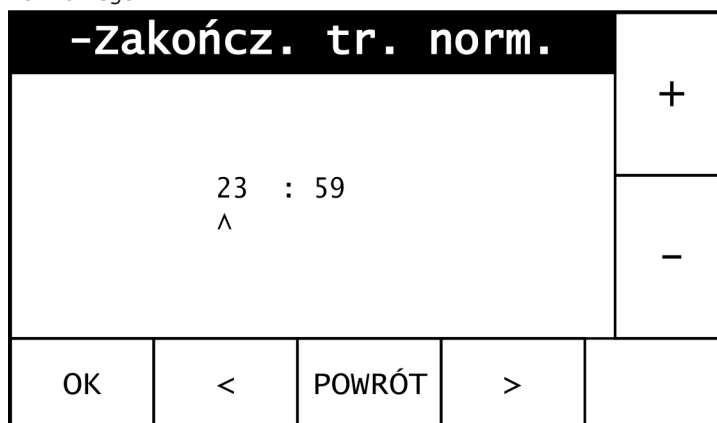 -Zakończ. tr. norm.
+
23 : 59
^
-
OK
<
POWRÓT
>